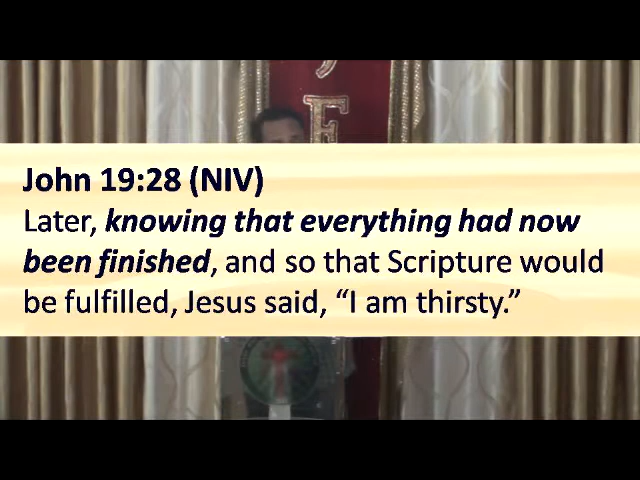 F
John 19:28 (NIV)
Later, knowing that everything had now
been finished, and so that Scripture would
be fulfilled, Jesus said, “I am thirsty.”